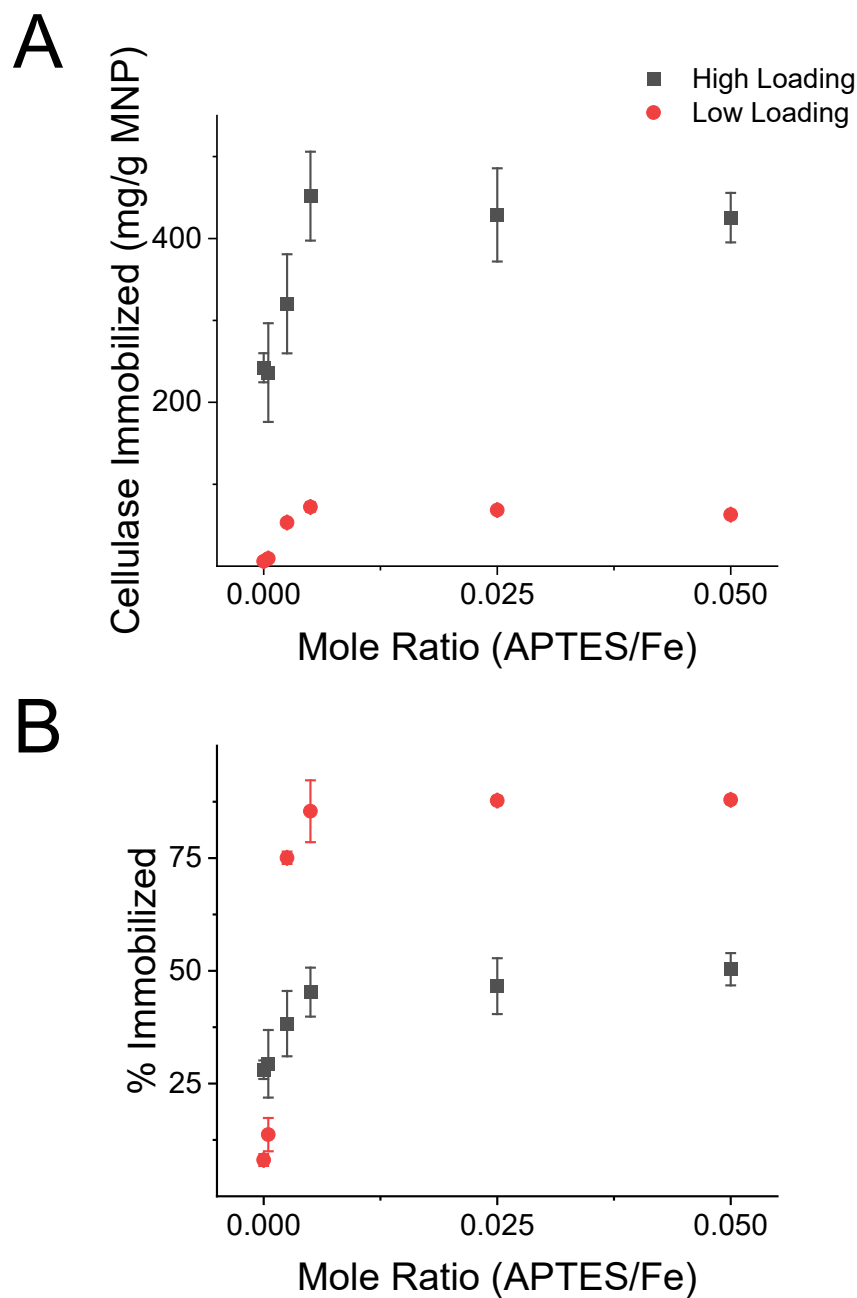 A
High Loading
Low Loading
Cellulase Immobilized (mg/g MNP)
400
200
0.000
0.025
0.050
Mole Ratio (APTES/Fe)
B
% Immobilized
75
50
25
0.000
0.025
0.050
Mole Ratio (APTES/Fe)